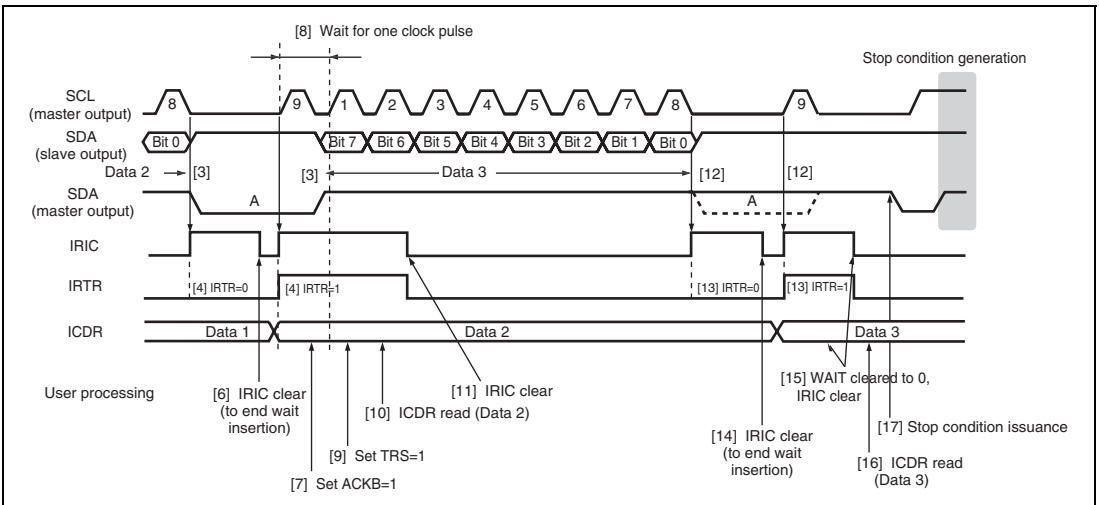 [8] Wait for one clock pulse
Stop condition generation
SCL
(master output)
8 9 1 2 3 4 5 6 7 8 9
SDA
(slave output)
Bit 0 Bit 7 Bit 6 Bit 5 Bit 4 Bit 3 Bit 2 Bit 1 Bit 0
Data 2 [3] [3] Data 3 [12] [12]
SDA
(master output)
A A
IRIC
IRTR
[4] IRTR=0 [4] IRTR=1 [13] IRTR=0 [13] IRTR=1
ICDR
Data 1 Data 2 Data 3
User processing
[6] IRIC clear
(to end wait
insertion)
[7] Set ACKB=1
[9] Set TRS=1
[10] ICDR read (Data 2)
[11] IRIC clear
[14] IRIC clear
(to end wait
insertion)
[15] WAIT cleared to 0,
IRIC clear
[16] ICDR read
(Data 3)
[17] Stop condition issuance